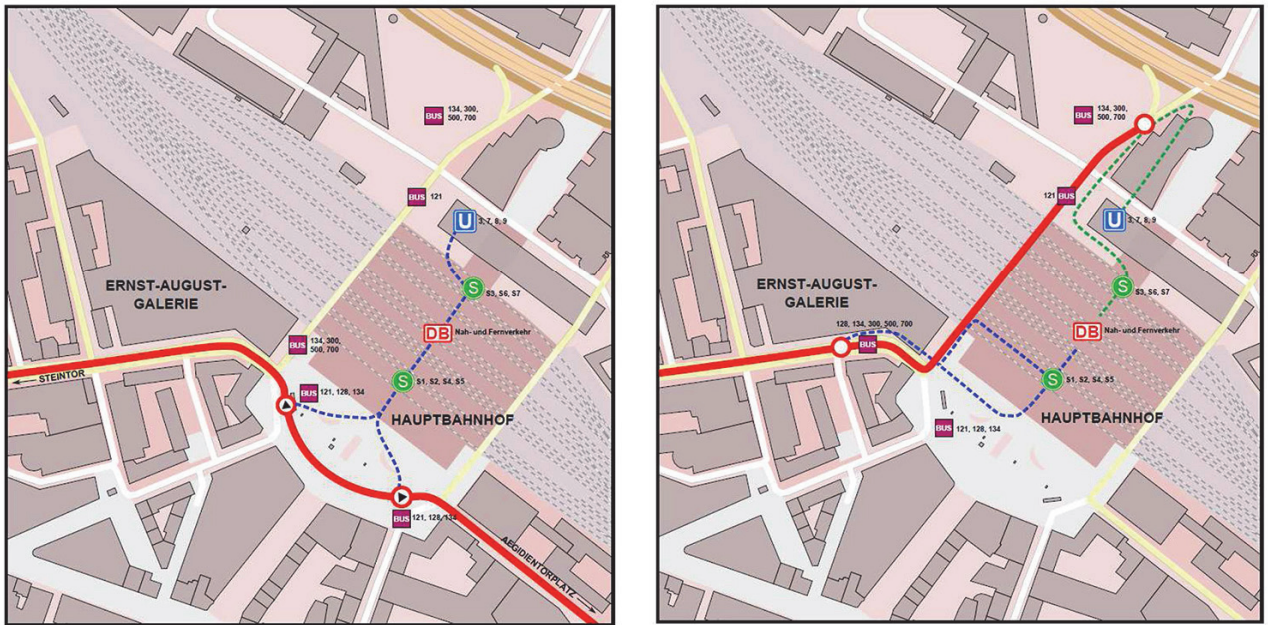 BUS
134, 300,
500, 700
BUS 121
U 3, 7, 8, 9
S S3, S6, S7
ERNST-AUGUST-
GALERIE
DB Nah- und Fernverkehr
BUS
134, 300,
500, 700
STEINTOR
S S1, S2, S4, S5
BUS 121, 128, 134
HAUPTBAHNHOF
BUS 121, 128, 134
AEGIDIENTORPLATZ
BUS
134, 300,
500, 700
121 BUS
U 3, 7, 8, 9
ERNST-AUGUST-
GALERIE
S S3, S6, S7
128, 134, 300, 500, 700
BUS
DB Nah- und Fernverkehr
S S1, S2, S4, S5
HAUPTBAHNHOF
BUS 121, 128, 134